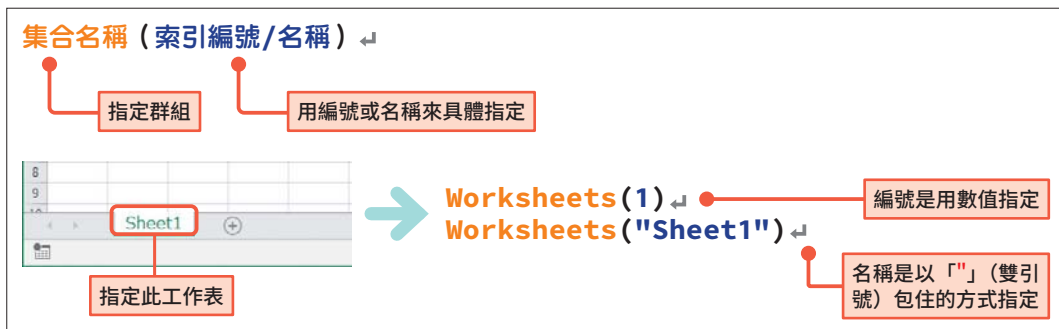 集合名稱(索引編號/名稱)↵
指定群組
用編號或名稱來具體指定
8
9
10
Sheet1
Worksheets(1)↵
Worksheets("Sheet1")↵
編號是用數值指定
指定此工作表
名稱是以「"」(雙引
號)包住的方式指定